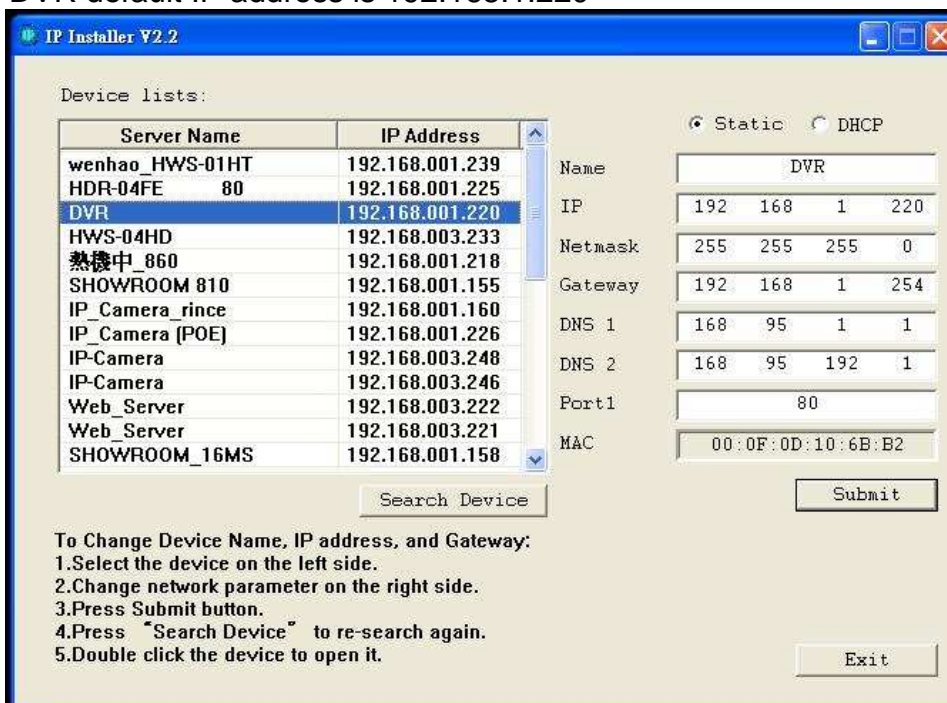 DVR default IP address is 192.168.1.220
IP Installer V2.2
Device lists:
Static DHCP
Server Name IP Address
wenhao_HWS-01HT 192.168.001.239
HDR-04FE 80 192.168.001.225
DVR 192.168.001.220
HWS-04HD 192.168.003.233
熱機中_860 192.168.001.218
SHOWROOM 810 192.168.001.155
IP_Camera_rince 192.168.001.160
IP_Camera (POE) 192.168.001.226
IP-Camera 192.168.003.248
IP-Camera 192.168.003.246
Web_Server 192.168.003.222
Web_Server 192.168.003.221
SHOWROOM_16MS 192.168.001.158
Name DVR
IP 192 168 1 220
Netmask 255 255 255 0
Gateway 192 168 1 254
DNS 1 168 95 1 1
DNS 2 168 95 192 1
Port1 80
MAC 00:0F:0D:10:6B:B2
Search Device
Submit
To Change Device Name, IP address, and Gateway:
1.Select the device on the left side.
2.Change network parameter on the right side.
3.Press Submit button.
4.Press “Search Device” to re-search again.
5.Double click the device to open it.
Exit